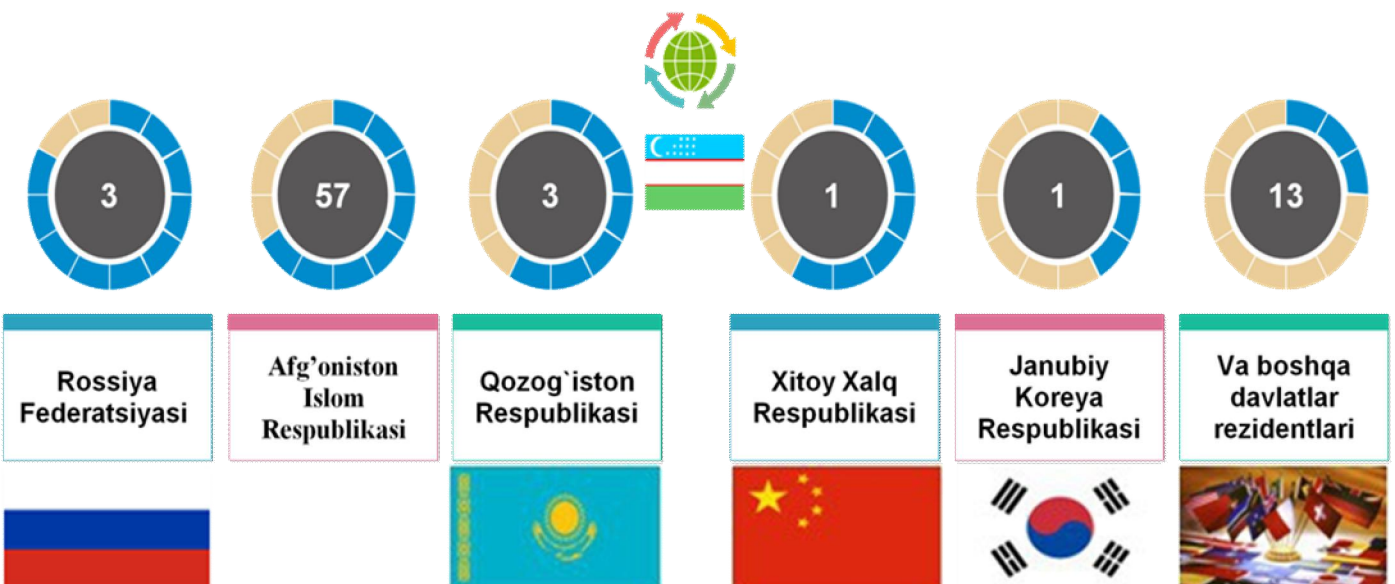 3
57
3
1
1
13
Rossiya
Federatsiyasi
Afg’oniston
Islom
Respublikasi
Qozog`iston
Respublikasi
Xitoy Xalq
Respublikasi
Janubiy
Koreya
Respublikasi
Va boshqa
davlatlar
rezidentlari